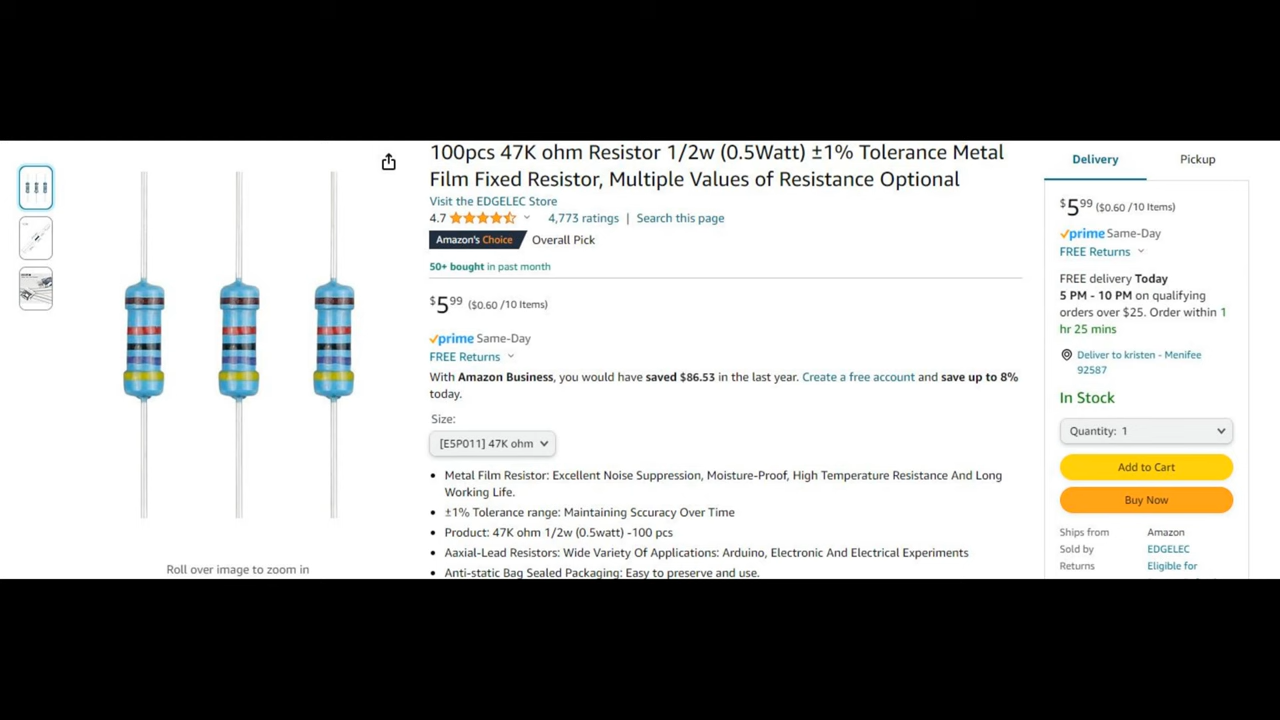 100pcs 47K ohm Resistor 1/2w (0.5Watt) ±1% Tolerance Metal
Film Fixed Resistor, Multiple Values of Resistance Optional
Visit the EDGELEC Store
4.7 4,773 ratings | Search this page
Amazon's Choice Overall Pick
50+ bought in past month
$5.99 ($0.60 /10 Items)
prime Same-Day
FREE Returns
With Amazon Business, you would have saved $86.53 in the last year. Create a free account and save up to 8%
today.
Size:
[E5P011] 47K ohm
• Metal Film Resistor: Excellent Noise Suppression, Moisture-Proof, High Temperature Resistance And Long
Working Life.
• ±1% Tolerance range: Maintaining Sccuracy Over Time
• Product: 47K ohm 1/2w (0.5watt) -100 pcs
• Aaxial-Lead Resistors: Wide Variety Of Applications: Arduino, Electronic And Electrical Experiments
• Anti-static Bag Sealed Packaging: Easy to preserve and use.
Roll over image to zoom in
Delivery Pickup
$5.99 ($0.60 /10 Items)
prime Same-Day
FREE Returns
FREE delivery Today
5 PM - 10 PM on qualifying
orders over $25. Order within 1
hr 25 mins
Deliver to kristen - Menifee
92587
In Stock
Quantity: 1
Add to Cart
Buy Now
Ships from Amazon
Sold by EDGELEC
Returns Eligible for